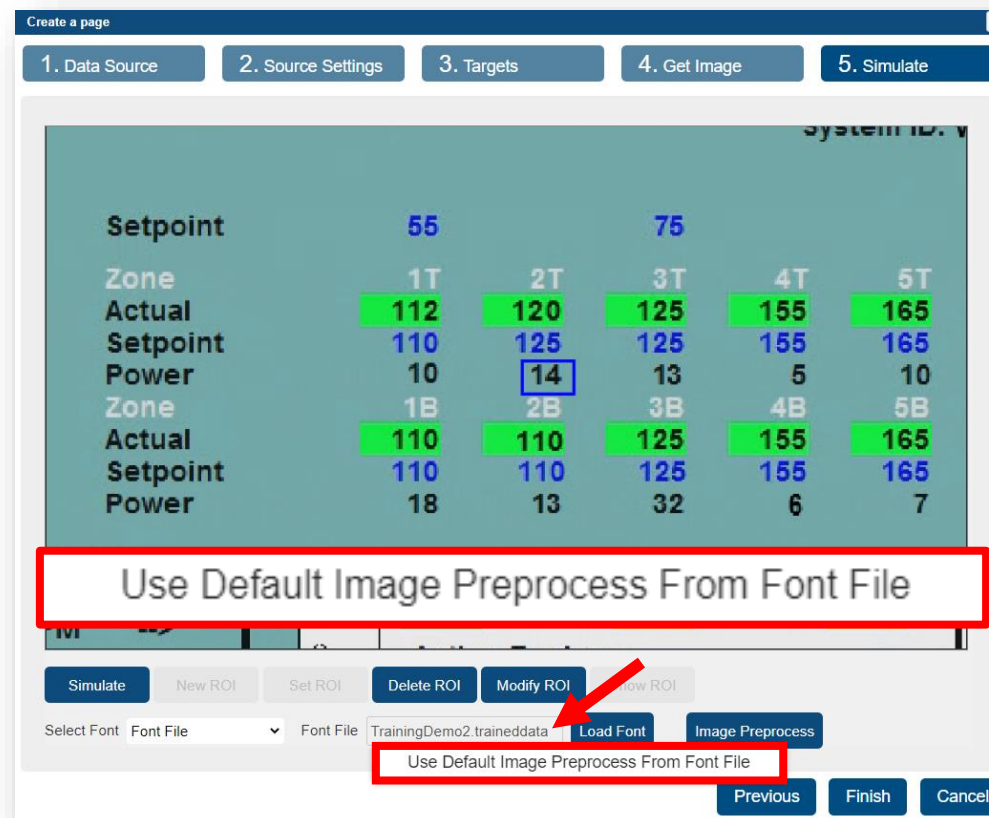 Create a page
1. Data Source 2. Source Settings 3. Targets 4. Get Image 5. Simulate
System ID:
Setpoint 55 75
Zone 1T 2T 3T 4T 5T
Actual 112 120 125 155 165
Setpoint 110 125 125 155 165
Power 10 14 13 5 10
Zone 1B 2B 3B 4B 5B
Actual 110 110 125 155 165
Setpoint 110 110 125 155 165
Power 18 13 32 6 7
Use Default Image Preprocess From Font File
Simulate New ROI Set ROI Delete ROI Modify ROI Show ROI
Select Font Font File Font File TrainingDemo2.traineddata Load Font Image Preprocess
Use Default Image Preprocess From Font File
Previous Finish Cancel